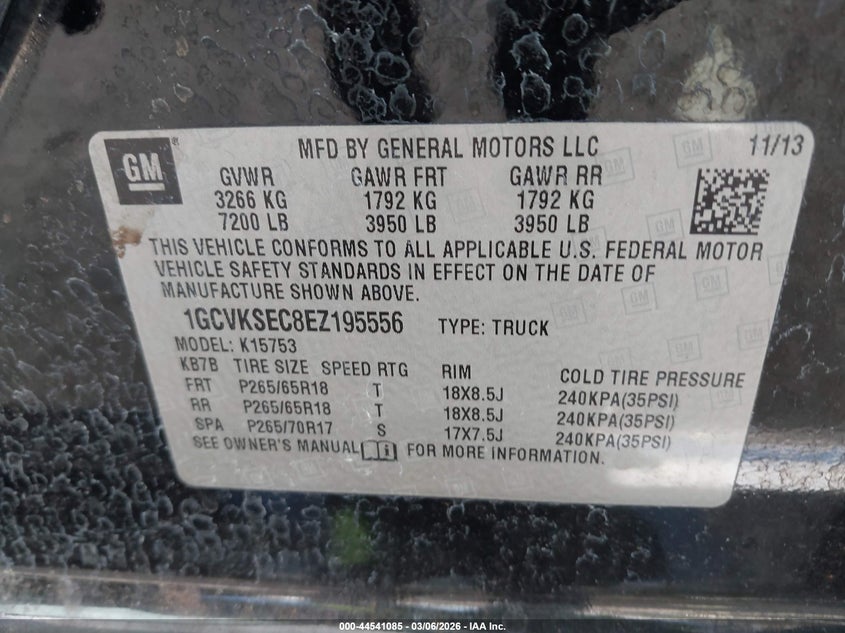 GM
MFD BY GENERAL MOTORS LLC 11/13
GVWR GAWR FRT GAWR RR
3266 KG 1792 KG 1792 KG
7200 LB 3950 LB 3950 LB
THIS VEHICLE CONFORMS TO ALL APPLICABLE U.S. FEDERAL MOTOR
VEHICLE SAFETY STANDARDS IN EFFECT ON THE DATE OF
MANUFACTURE SHOWN ABOVE.
1GCVKSEC8EZ195556 TYPE: TRUCK
MODEL: K15753
KB7B TIRE SIZE SPEED RTG RIM COLD TIRE PRESSURE
FRT P265/65R18 T 18X8.5J 240KPA(35PSI)
RR P265/65R18 T 18X8.5J 240KPA(35PSI)
SPA P265/70R17 S 17X7.5J 240KPA(35PSI)
SEE OWNER'S MANUAL FOR MORE INFORMATION.
000-44541085 - 03/06/2026 - IAA Inc.